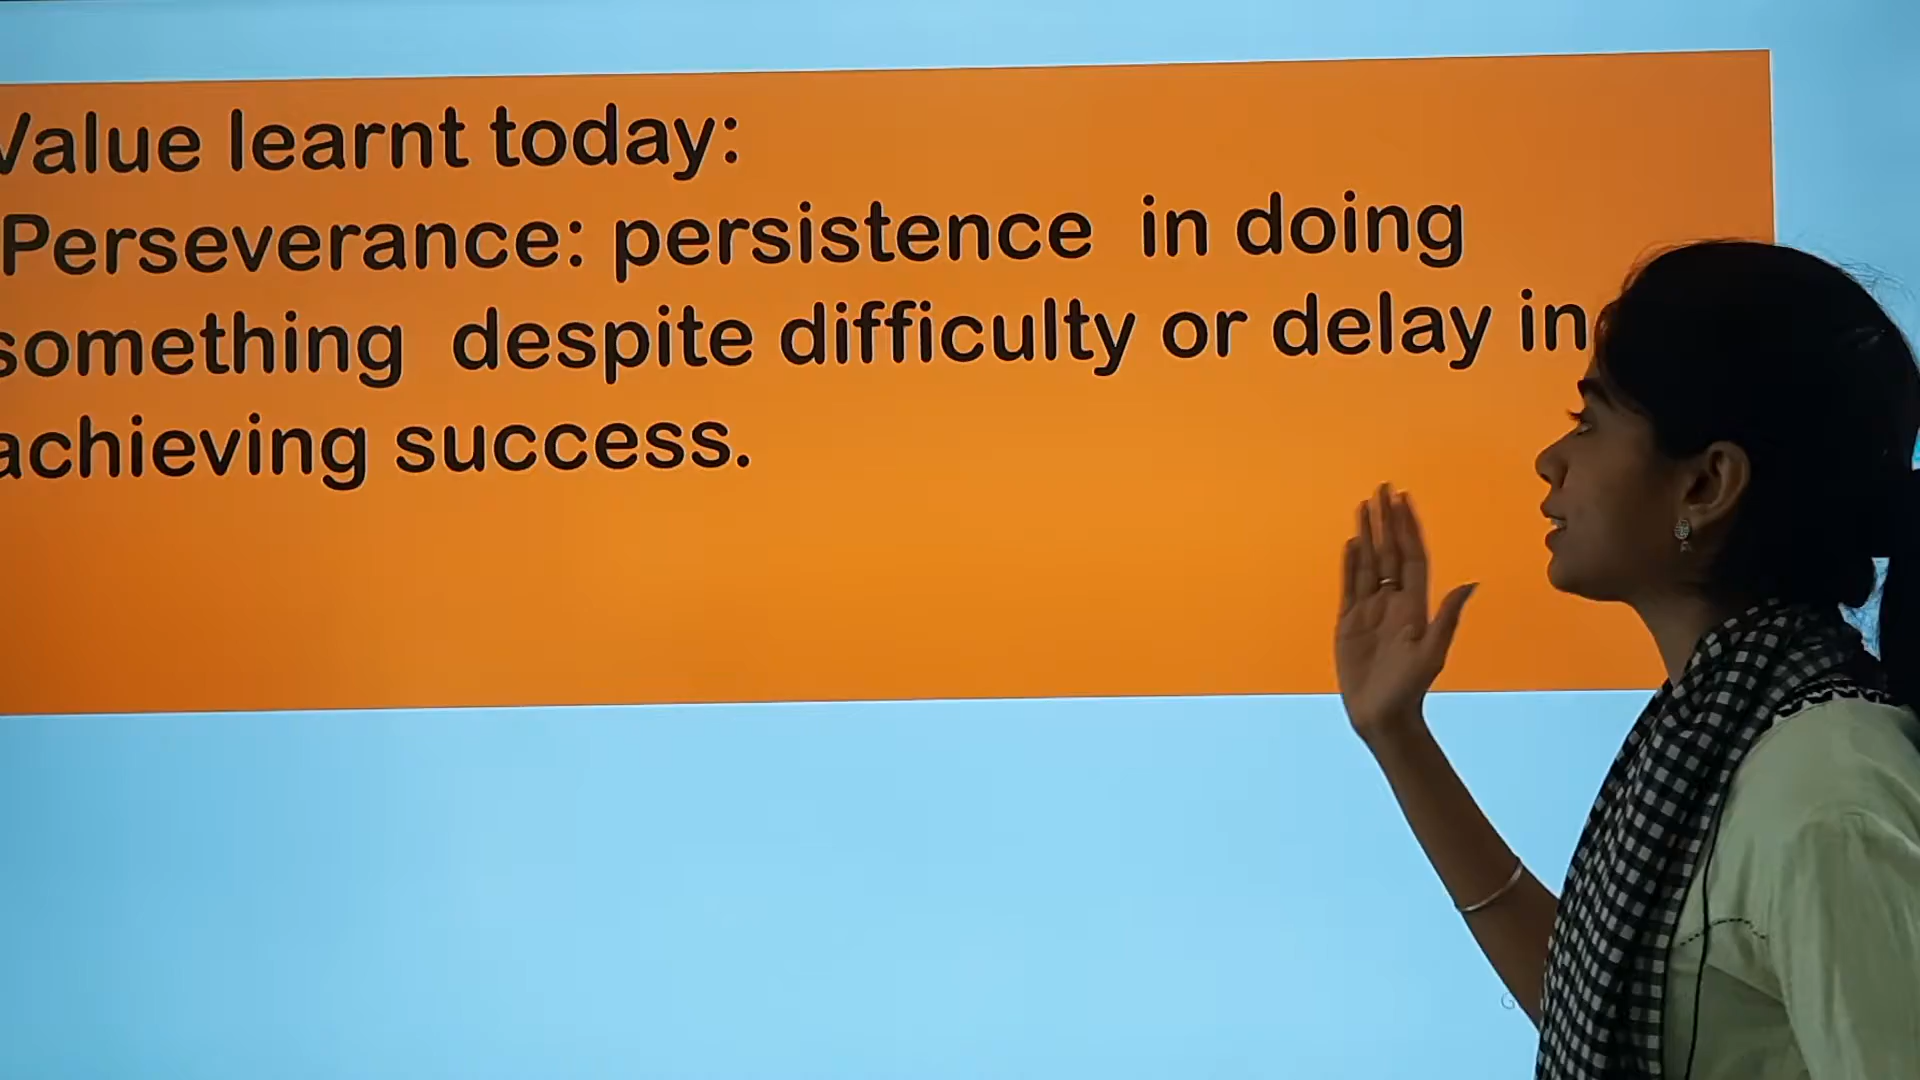 Value learnt today:
Perseverance: persistence in doing
something despite difficulty or delay in
achieving success.